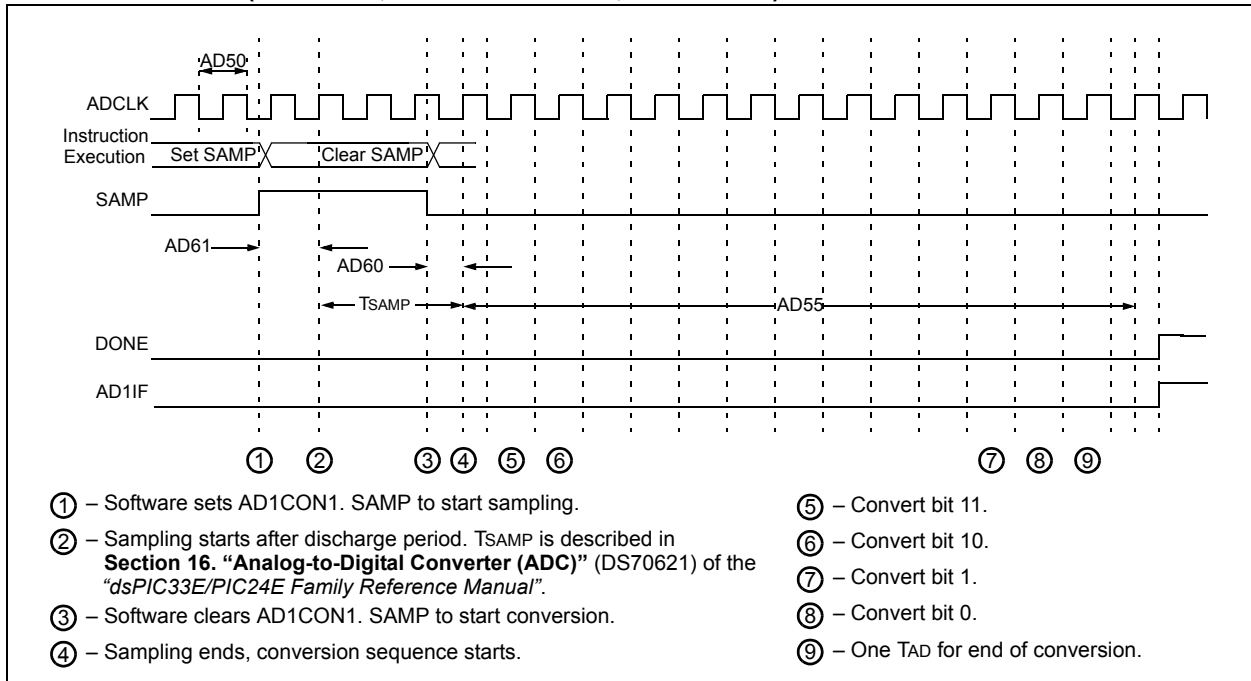 AD50
ADCLK
Instruction
Execution
Set SAMP
Clear SAMP
SAMP
AD61
AD60
TSAMP
AD55
DONE
AD1IF
1 2 3 4 5 6 7 8 9
1 – Software sets AD1CON1. SAMP to start sampling.
2 – Sampling starts after discharge period. TSAMP is described in
Section 16. “Analog-to-Digital Converter (ADC)” (DS70621) of the
“dsPIC33E/PIC24E Family Reference Manual”.
3 – Software clears AD1CON1. SAMP to start conversion.
4 – Sampling ends, conversion sequence starts.
5 – Convert bit 11.
6 – Convert bit 10.
7 – Convert bit 1.
8 – Convert bit 0.
9 – One TAD for end of conversion.